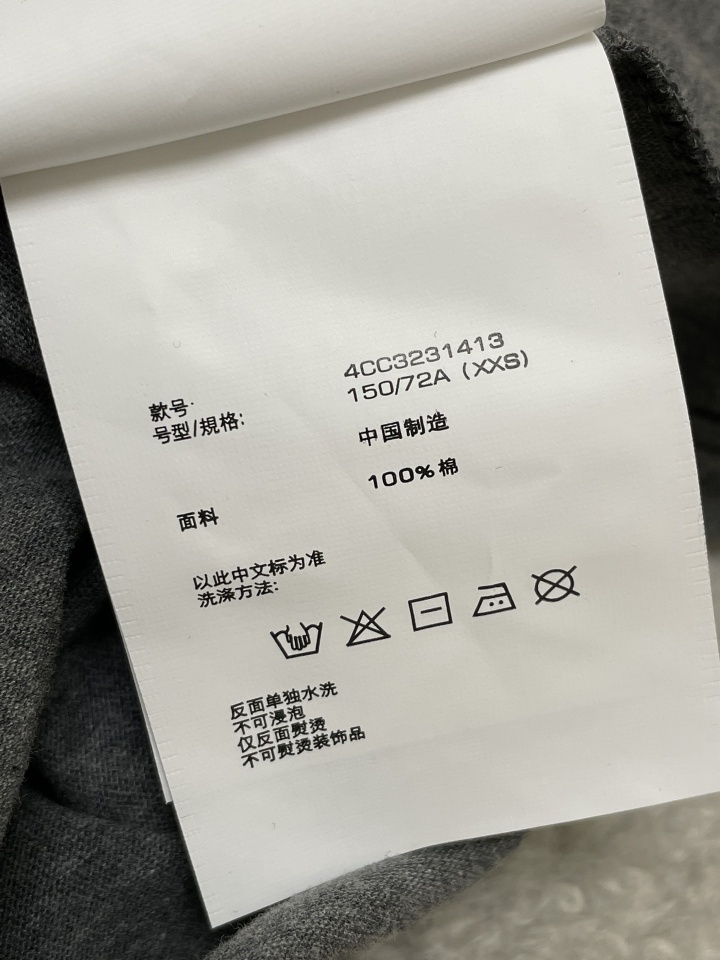 款号: 4CC3231413
号型/規格: 150/72A (XXS)
中国制造
面料 100% 棉
以此中文标为准
洗涤方法:
反面单独水洗
不可浸泡
仅反面熨烫
不可熨烫装饰品